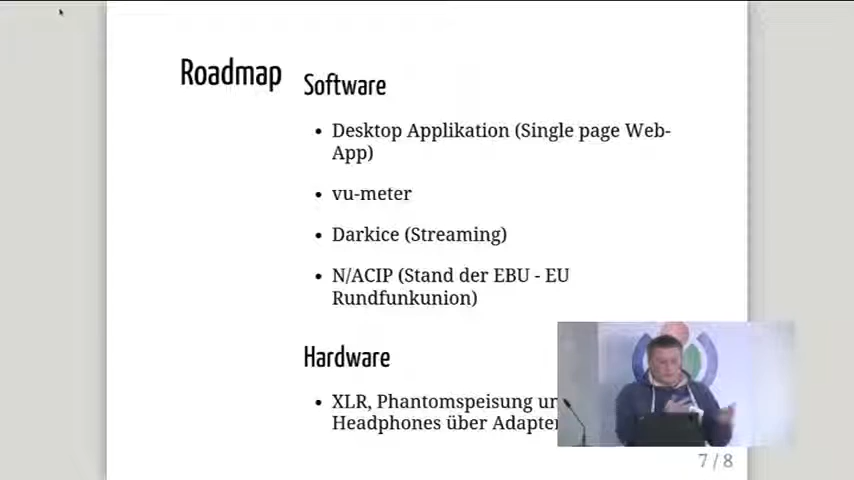 Roadmap
Software
• Desktop Applikation (Single page Web-
App)
• vu-meter
• Darkice (Streaming)
• N/ACIP (Stand der EBU - EU
Rundfunkunion)
Hardware
• XLR, Phantomspeisung
Headphones über Adapter
7 / 8